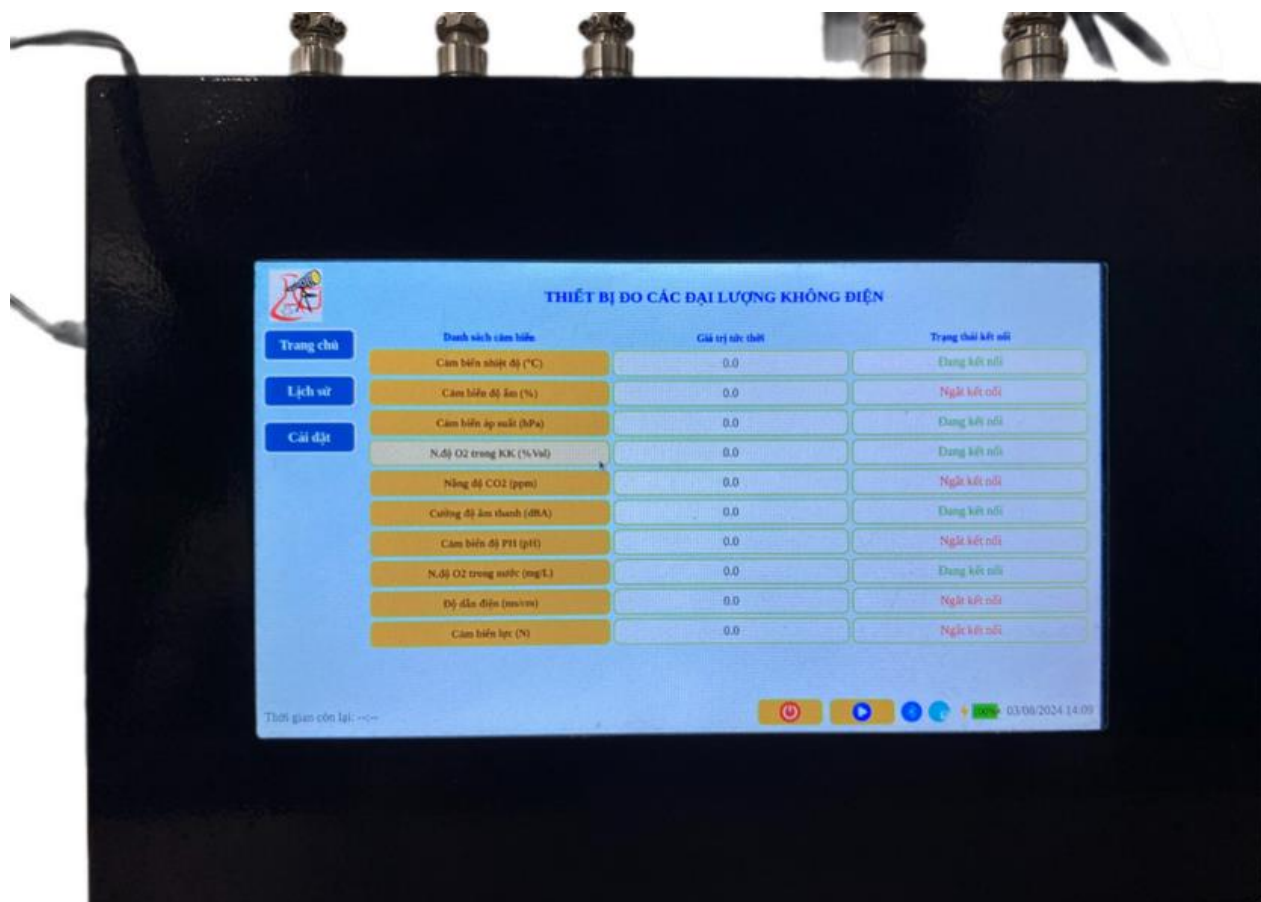 THIẾT BỊ ĐO CÁC ĐẠI LƯỢNG KHÔNG ĐIỆN
Trang chủ
Lịch sử
Cài đặt
Danh sách cảm biến Giá trị tức thời Trạng thái kết nối
Cảm biến nhiệt độ (°C) 0.0 Đang kết nối
Cảm biến độ ẩm (%) 0.0 Ngắt kết nối
Cảm biến áp suất (hPa) 0.0 Đang kết nối
N.độ O2 trong KK (%Vol) 0.0 Đang kết nối
Nồng độ CO2 (ppm) 0.0 Ngắt kết nối
Cường độ âm thanh (dBA) 0.0 Đang kết nối
Cảm biến độ PH (pH) 0.0 Ngắt kết nối
N.độ O2 trong nước (mg/L) 0.0 Đang kết nối
Độ dẫn điện (ms/cm) 0.0 Ngắt kết nối
Cảm biến lực (N) 0.0 Ngắt kết nối
Thời gian còn lại: --:--
100% 03/08/2024 14:09